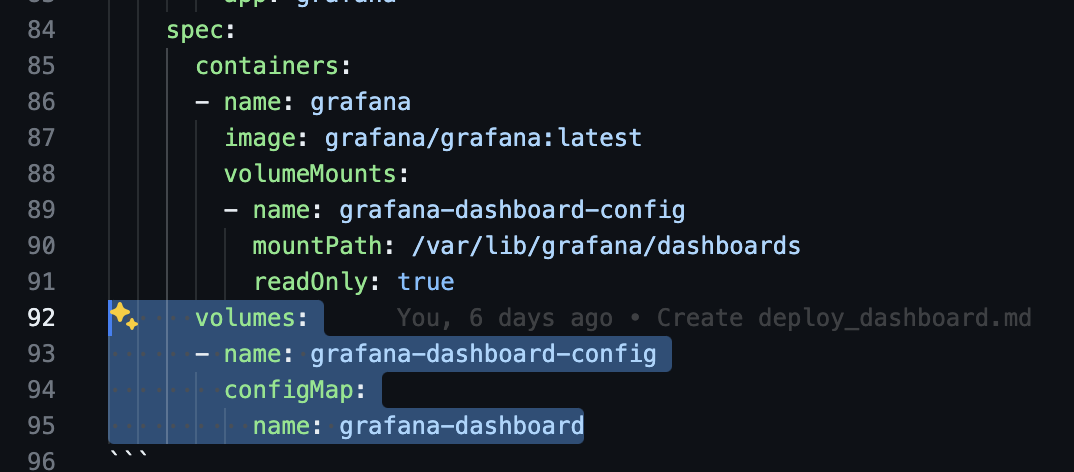 83 app: grafana
84 spec:
85 containers:
86 - name: grafana
87 image: grafana/grafana:latest
88 volumeMounts:
89 - name: grafana-dashboard-config
90 mountPath: /var/lib/grafana/dashboards
91 readOnly: true
92 volumes: You, 6 days ago • Create deploy_dashboard.md
93 - name: grafana-dashboard-config
94 configMap:
95 name: grafana-dashboard
96 ```